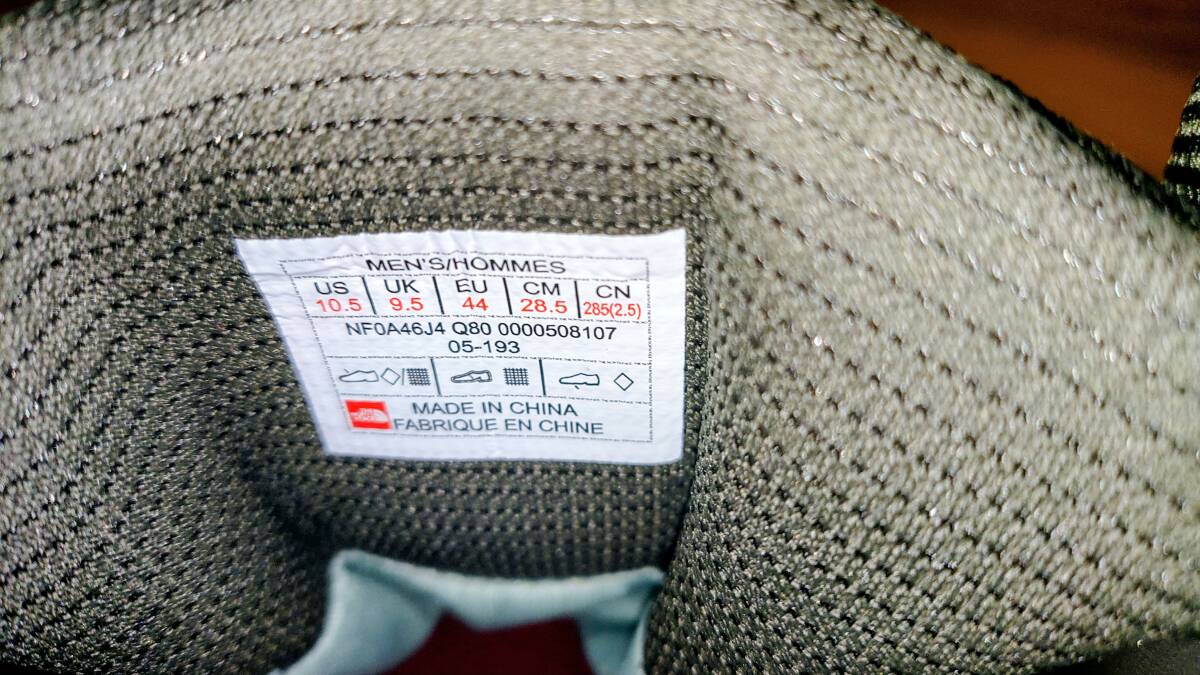 MEN'S/HOMMES
US UK EU CM CN
10.5 9.5 44 28.5 285(2.5)
NF0A46J4 Q80 0000508107
05-193
MADE IN CHINA
FABRIQUE EN CHINE